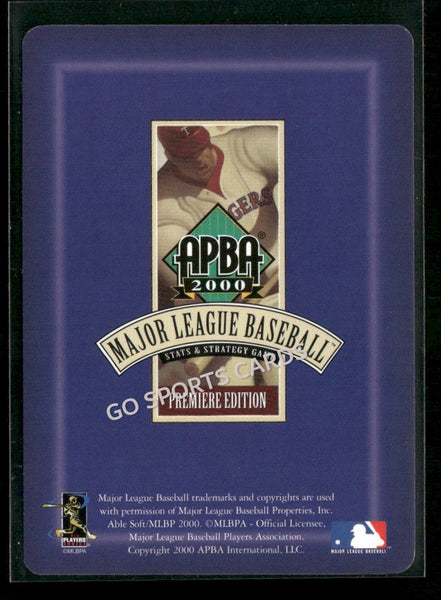 T
GERS
APBA®
2000
MAJOR LEAGUE BASEBALL™
STATS & STRATEGY GAME
GO SPORTS CARDS
PREMIERE EDITION
Major League Baseball trademarks and copyrights are used
with permission of Major League Baseball Properties, Inc.
Able Soft/MLBP 2000. ©MLBPA - Official Licensee,
Major League Baseball Players Association.
Copyright 2000 APBA International, LLC.
PLAYERS
©MLBPA
MAJOR LEAGUE BASEBALL